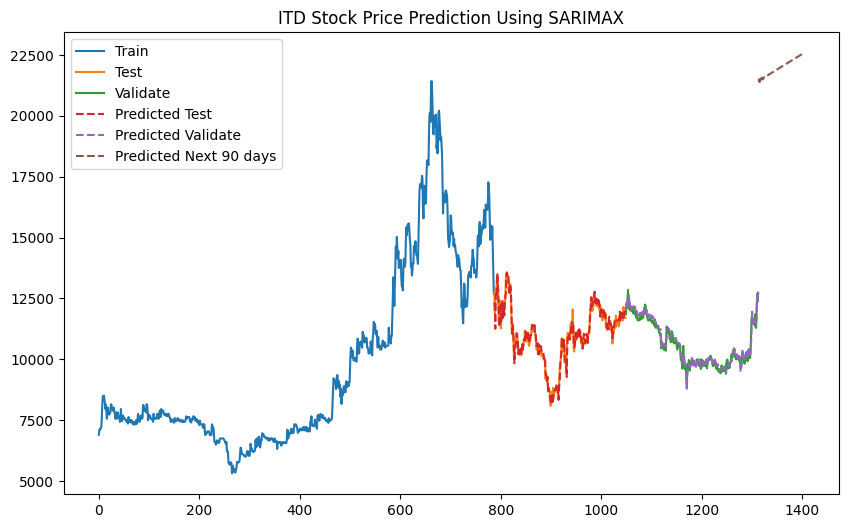 ITD Stock Price Prediction Using SARIMAX
Train
Test
Validate
Predicted Test
Predicted Validate
Predicted Next 90 days
22500
20000
17500
15000
12500
10000
7500
5000
0 200 400 600 800 1000 1200 1400